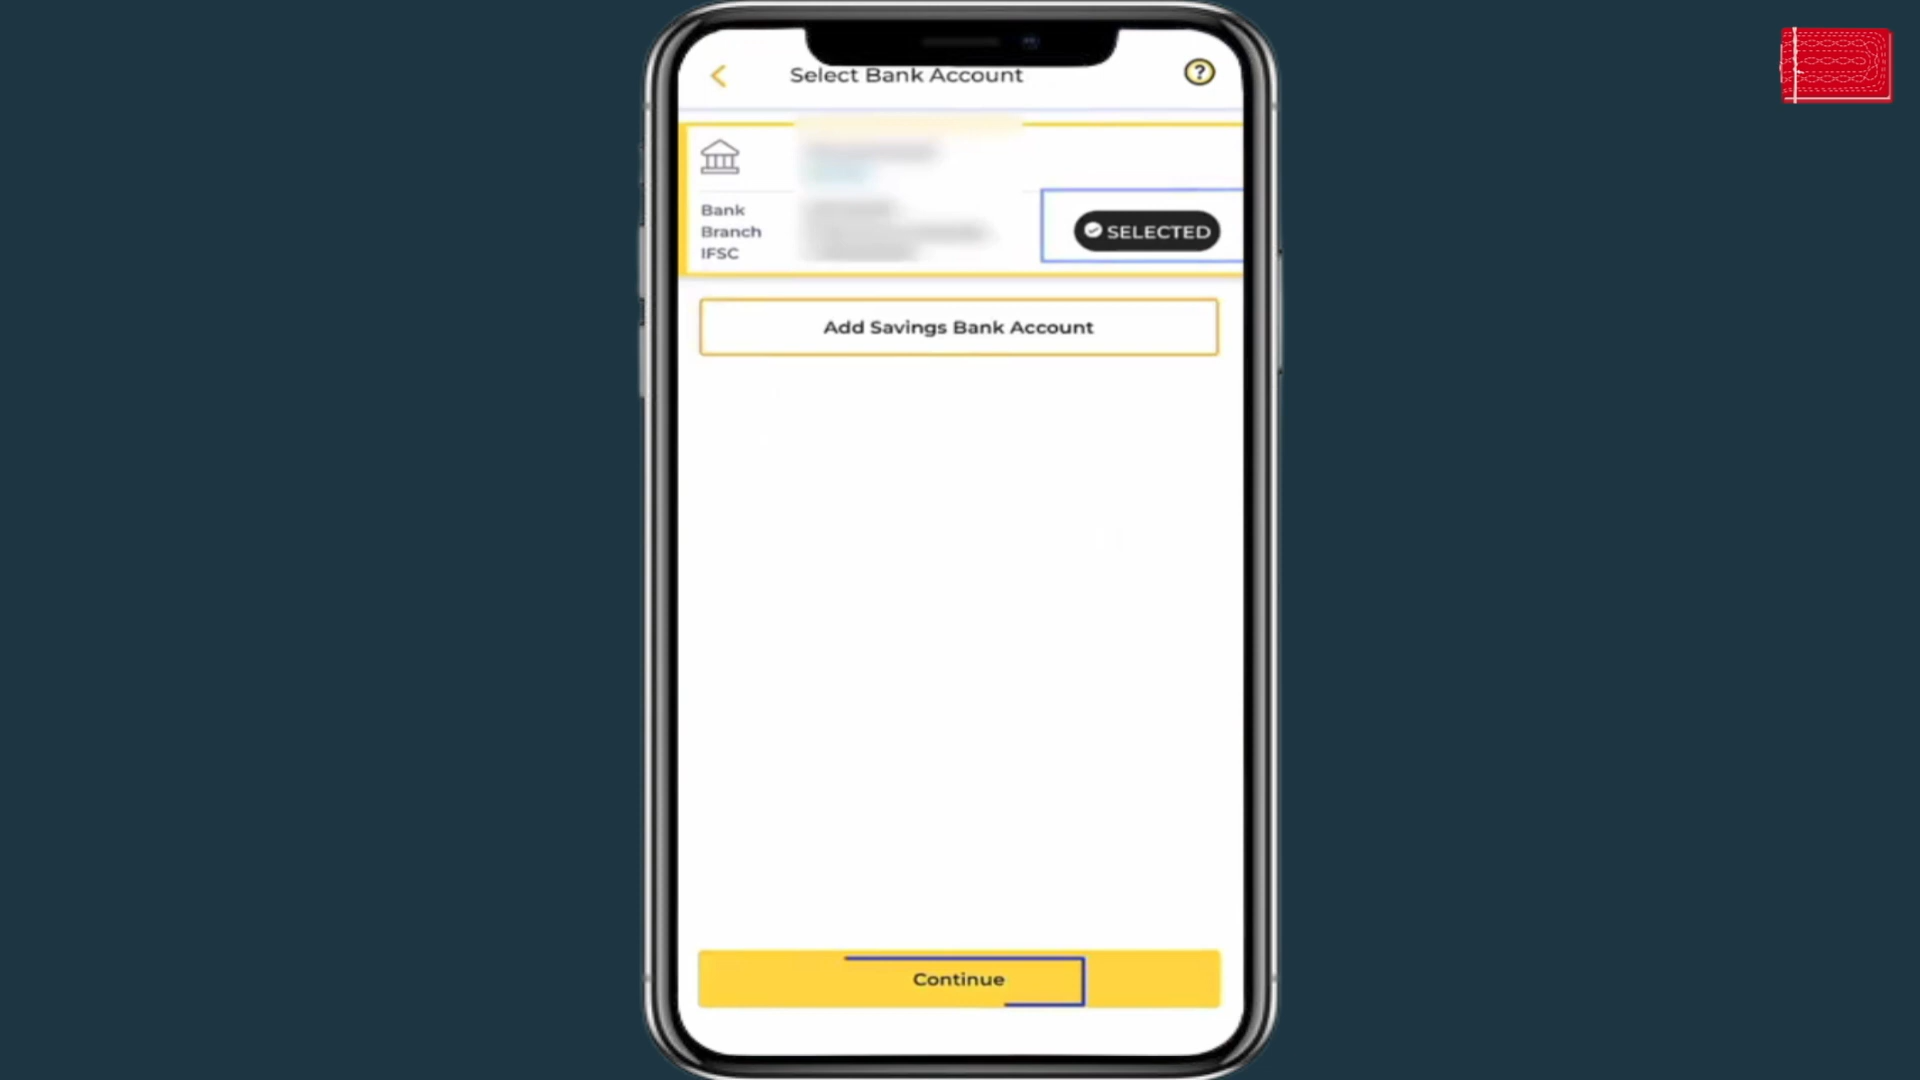 Select Bank Account
?
Bank
Branch
IFSC
SELECTED
Add Savings Bank Account
Continue